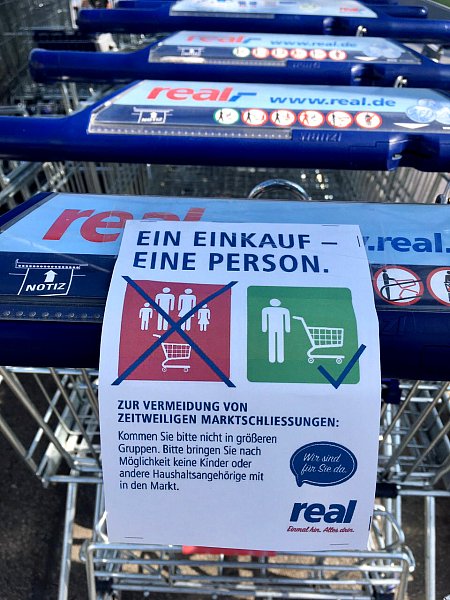 real
www.real.de
real
www.real.de
real
.real.
NOTIZ
EIN EINKAUF –
EINE PERSON.
ZUR VERMEIDUNG VON
ZEITWEILIGEN MARKTSCHLIESSUNGEN:
Kommen Sie bitte nicht in größeren
Gruppen. Bitte bringen Sie nach
Möglichkeit keine Kinder oder
andere Haushaltsangehörige mit
in den Markt.
Wir sind
für Sie da.
real
Einmal hin. Alles drin.